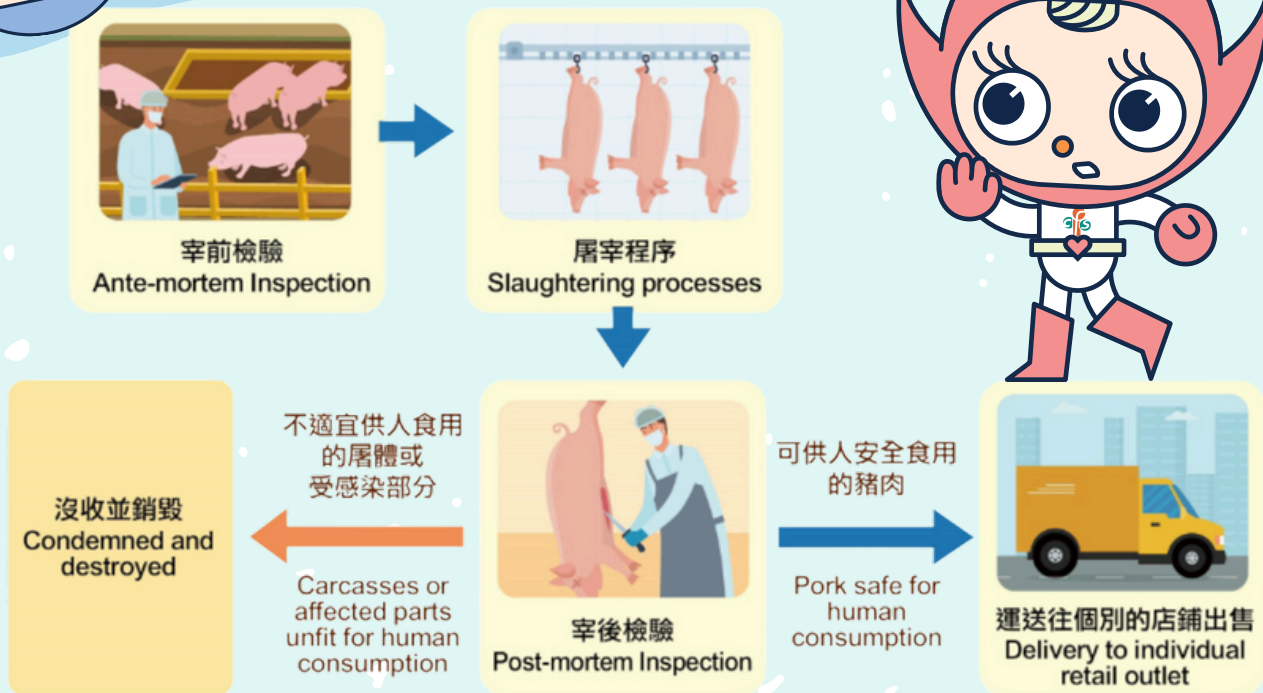 宰前檢驗
Ante-mortem Inspection
屠宰程序
Slaughtering processes
沒收並銷毀
Condemned and
destroyed
不適宜供人食用
的屠體或
受感染部分
Carcasses or
affected parts
unfit for human
consumption
宰後檢驗
Post-mortem Inspection
可供人安全食用
的豬肉
Pork safe for
human
consumption
運送往個別的店鋪出售
Delivery to individual
retail outlet